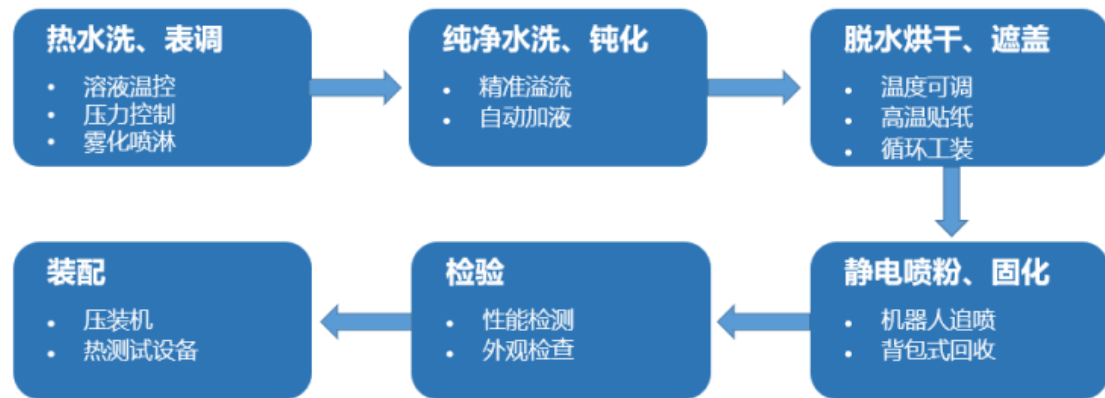 热水洗、表调
• 溶液温控
• 压力控制
• 雾化喷淋
纯净水洗、钝化
• 精准溢流
• 自动加液
脱水烘干、遮盖
• 温度可调
• 高温贴纸
• 循环工装
静电喷粉、固化
• 机器人追喷
• 背包式回收
检验
• 性能检测
• 外观检查
装配
• 压装机
• 热测试设备